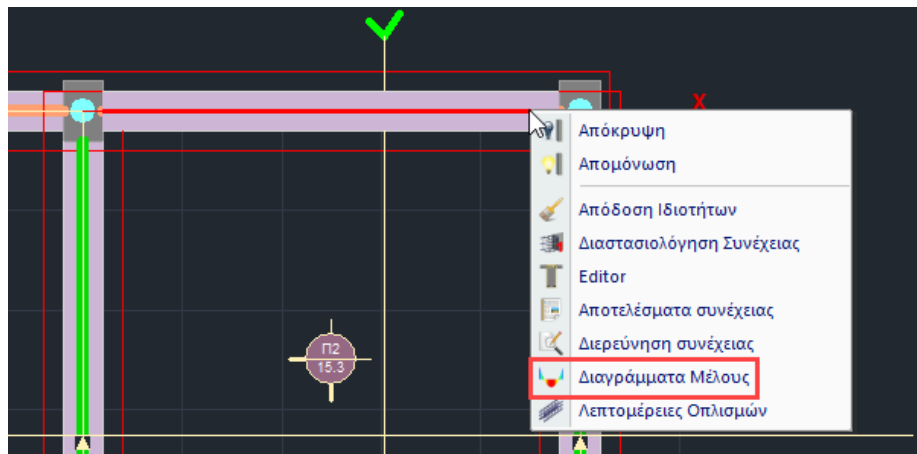 X
Απόκρυψη
Απομόνωση
Απόδοση Ιδιοτήτων
Διαστασιολόγηση Συνέχειας
Editor
Αποτελέσματα συνέχειας
Διερεύνηση συνέχειας
Διαγράμματα Μέλους
Λεπτομέρειες Οπλισμών
Π2
15.3